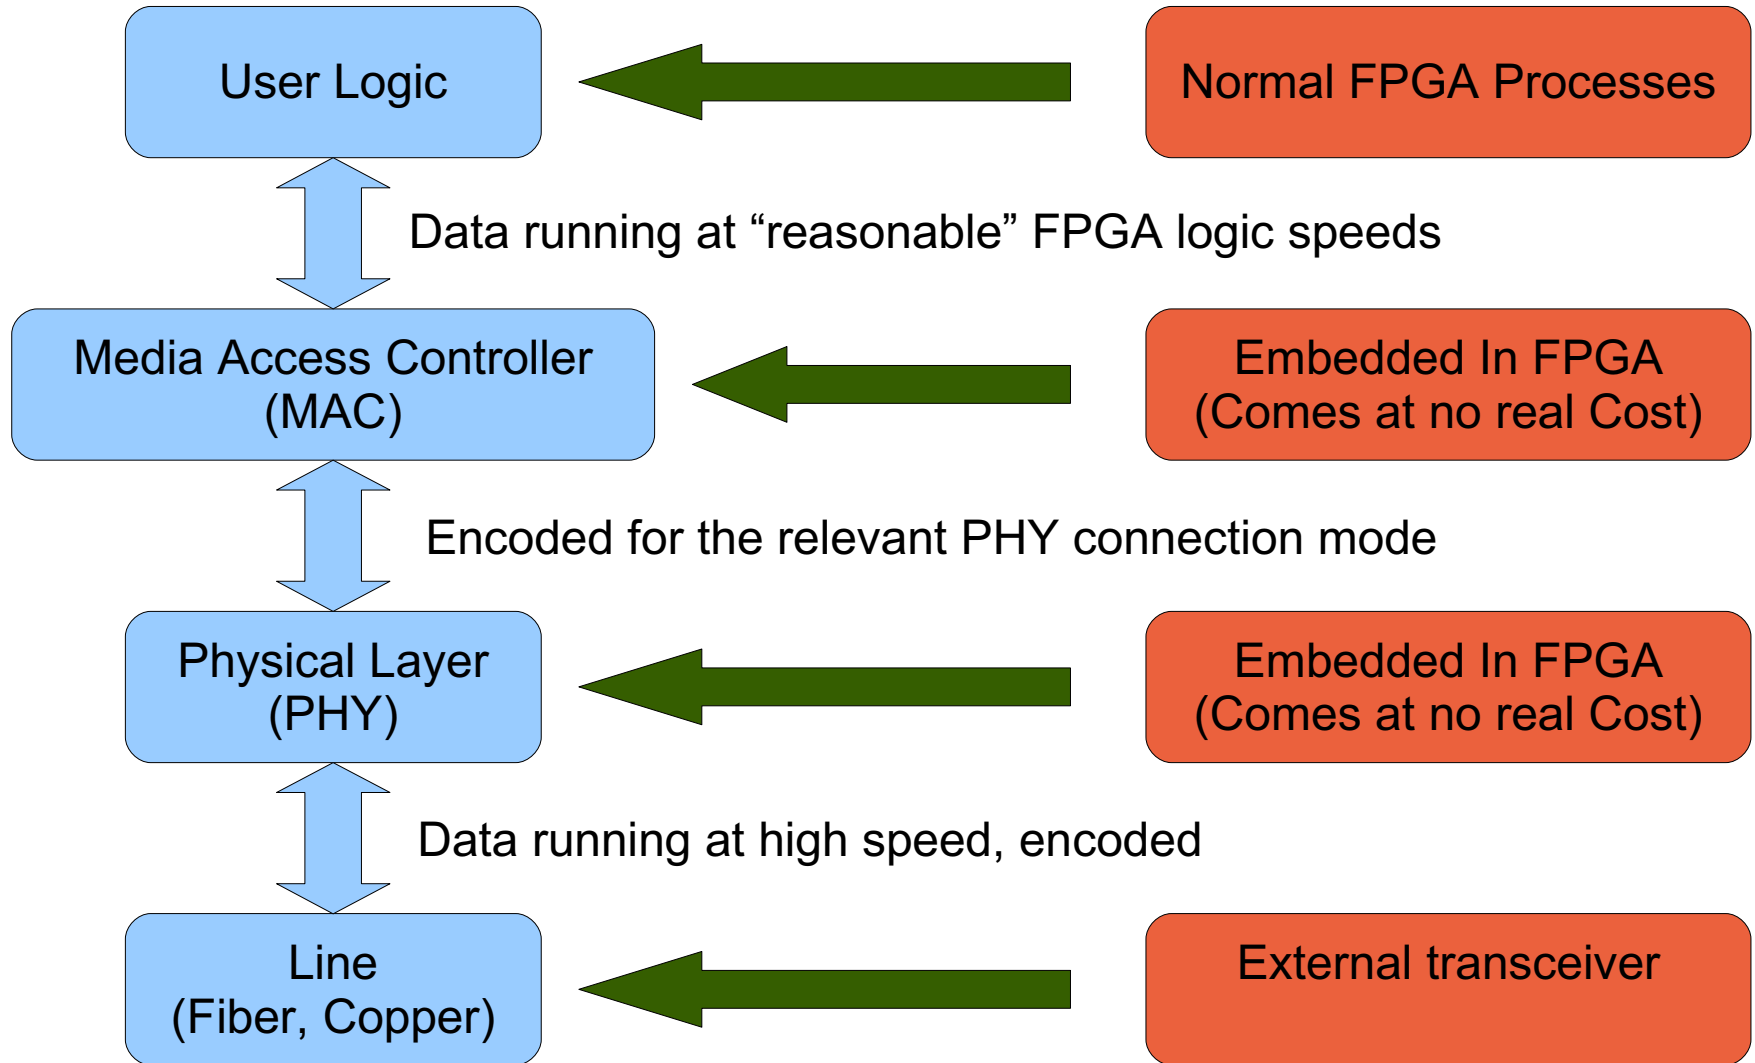 User Logic
Normal FPGA Processes
Data running at “reasonable” FPGA logic speeds
Media Access Controller
(MAC)
Embedded In FPGA
(Comes at no real Cost)
Encoded for the relevant PHY connection mode
Physical Layer
(PHY)
Embedded In FPGA
(Comes at no real Cost)
Data running at high speed, encoded
Line
(Fiber, Copper)
External transceiver